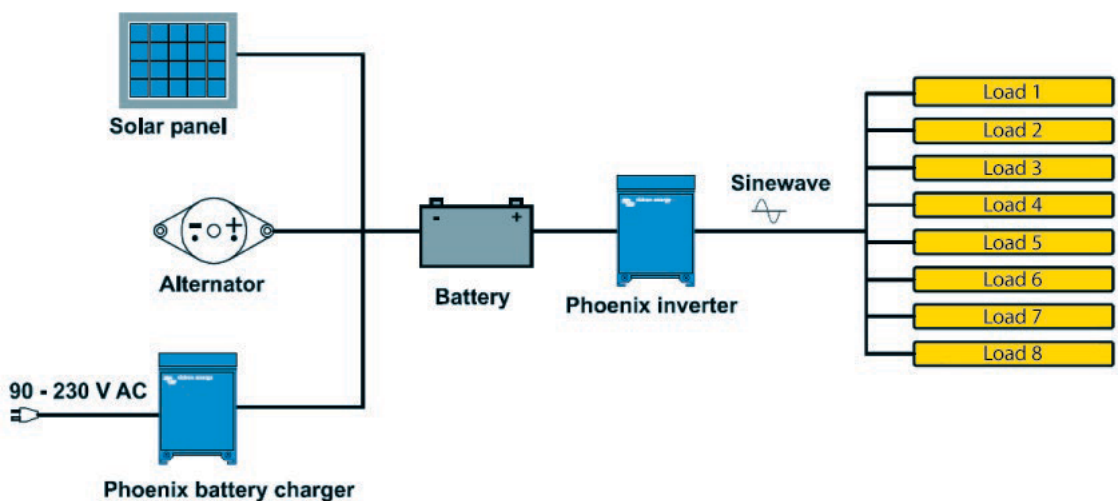 Solar panel
Alternator
90 - 230 V AC
Phoenix battery charger
- +
Battery
- +
Phoenix inverter
Sinewave
Load 1
Load 2
Load 3
Load 4
Load 5
Load 6
Load 7
Load 8